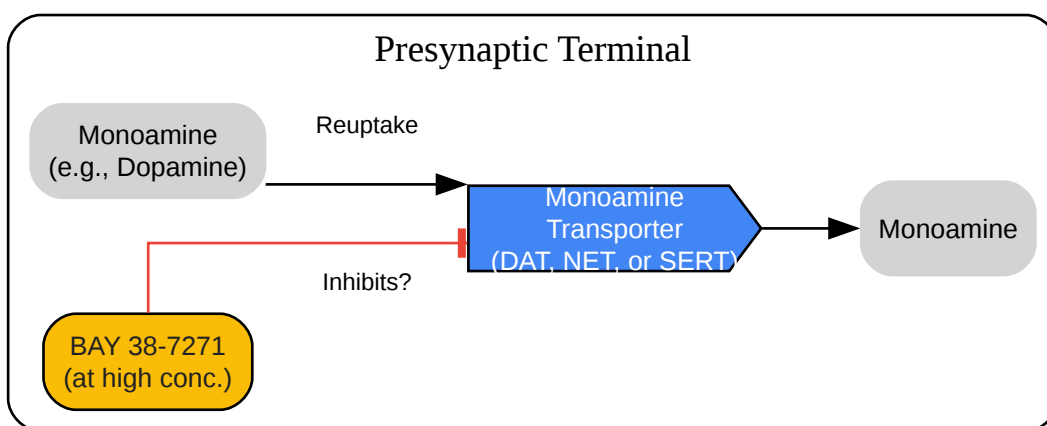 Presynaptic Terminal
Monoamine
(e.g., Dopamine)
Reuptake
Monoamine
Transporter
(DAT, NET, or SERT)
Monoamine
Inhibits?
BAY 38-7271
(at high conc.)